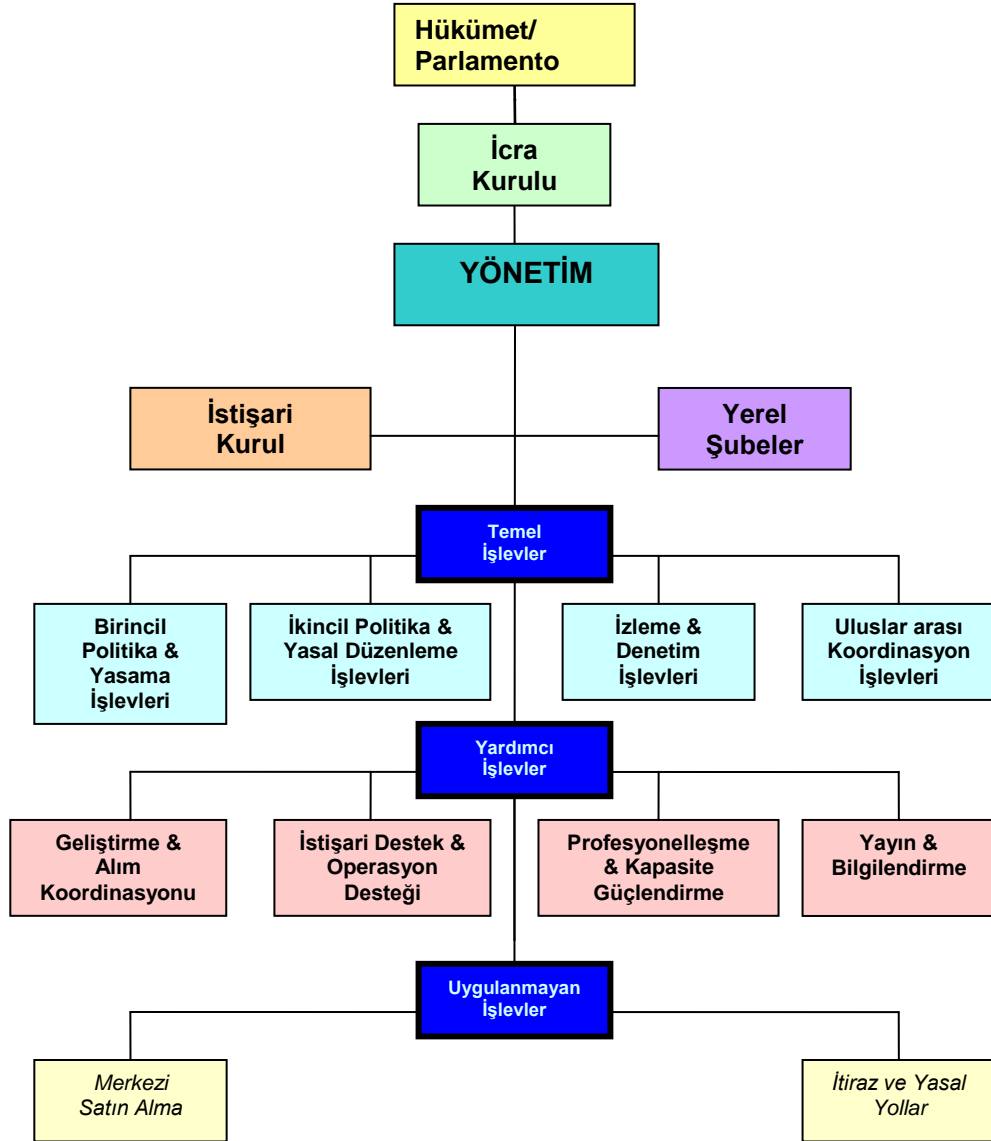 Hükümet/
Parlamento
İcra
Kurulu
YÖNETİM
İstişari
Kurul
Yerel
Şubeler
Temel
İşlevler
Birincil
Politika &
Yasama
İşlevleri
İkincil Politika &
Yasal Düzenleme
İşlevleri
İzleme &
Denetim
İşlevleri
Uluslar arası
Koordinasyon
İşlevleri
Yardımcı
İşlevler
Geliştirme &
Alım
Koordinasyonu
İstişari Destek &
Operasyon
Desteği
Profesyonelleşme
& Kapasite
Güçlendirme
Yayın &
Bilgilendirme
Uygulanmayan
İşlevler
Merkezi
Satın Alma
İtiraz ve Yasal
Yollar